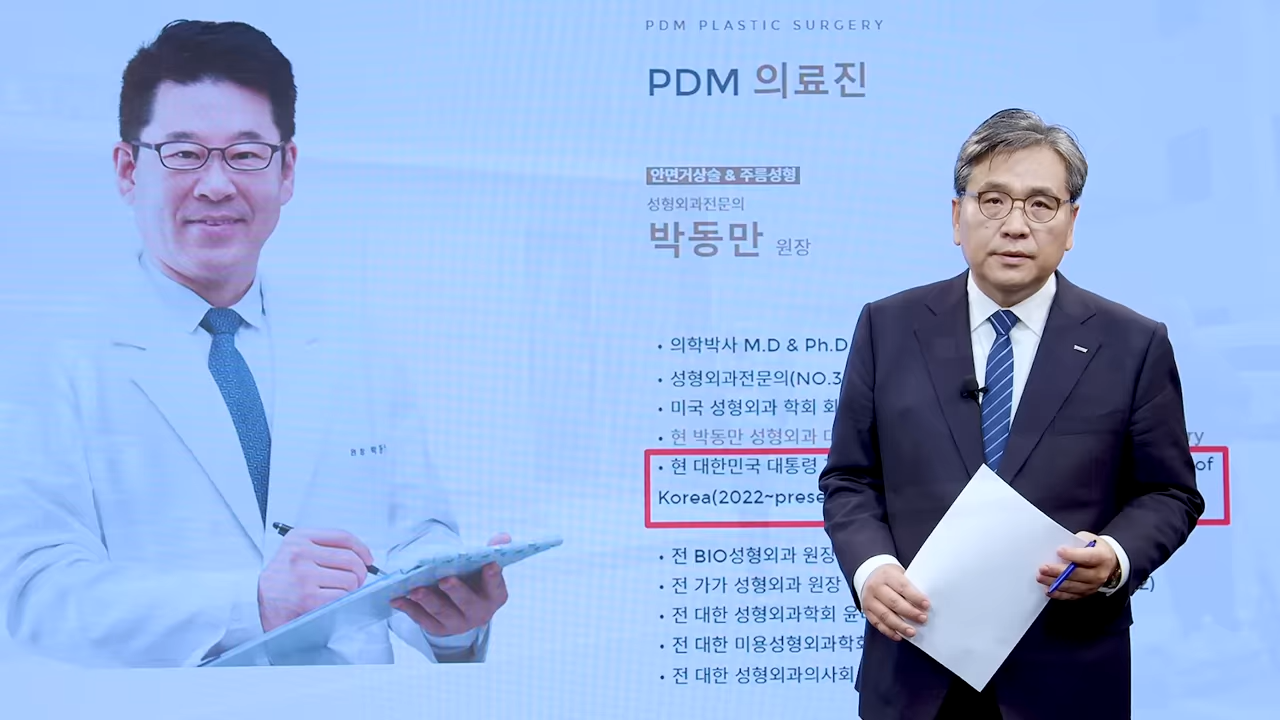 PDM PLASTIC SURGERY
PDM 의료진
안면거상술 & 주름성형
성형외과전문의
박동만 원장
• 의학박사 M.D & Ph.D
• 성형외과전문의(NO.3
• 미국 성형외과 학회
• 현 박동만 성형외과
• 현 대한민국 대통령 of
Korea(2022~prese
• 전 BIO성형외과 원장
• 전 가가 성형외과 원장
• 전 대한 성형외과학회
• 전 대한 미용성형외과학회
• 전 대한 성형외과의사회